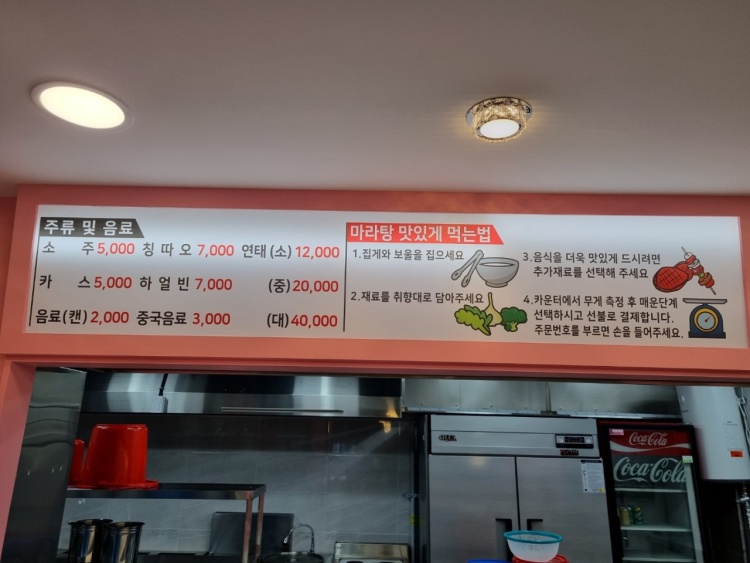 주류 및 음료
소 주 5,000 칭 따 오 7,000 연태 (소) 12,000
카 스 5,000 하 얼 빈 7,000 (중) 20,000
음료(캔) 2,000 중국음료 3,000 (대) 40,000
마라탕 맛있게 먹는법
1.집게와 보울을 집으세요
2.재료를 취향대로 담아주세요
3.음식을 더욱 맛있게 드시려면
추가재료를 선택해 주세요
4.카운터에서 무게 측정 후 매운단계
선택하시고 선불로 결제합니다.
주문번호를 부르면 손을 들어주세요.
Coca-Cola
Coca-Cola